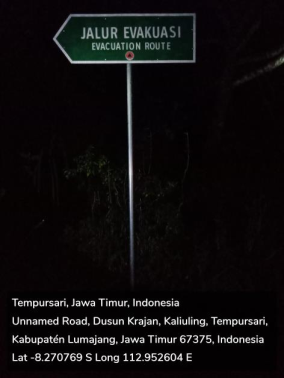 JALUR EVAKUASI
EVACUATION ROUTE
Tempursari, Jawa Timur, Indonesia
Unnamed Road, Dusun Krajan, Kaliuling, Tempursari,
Kabupatén Lumajang, Jawa Timur 67375, Indonesia
Lat -8.270769 S Long 112.952604 E